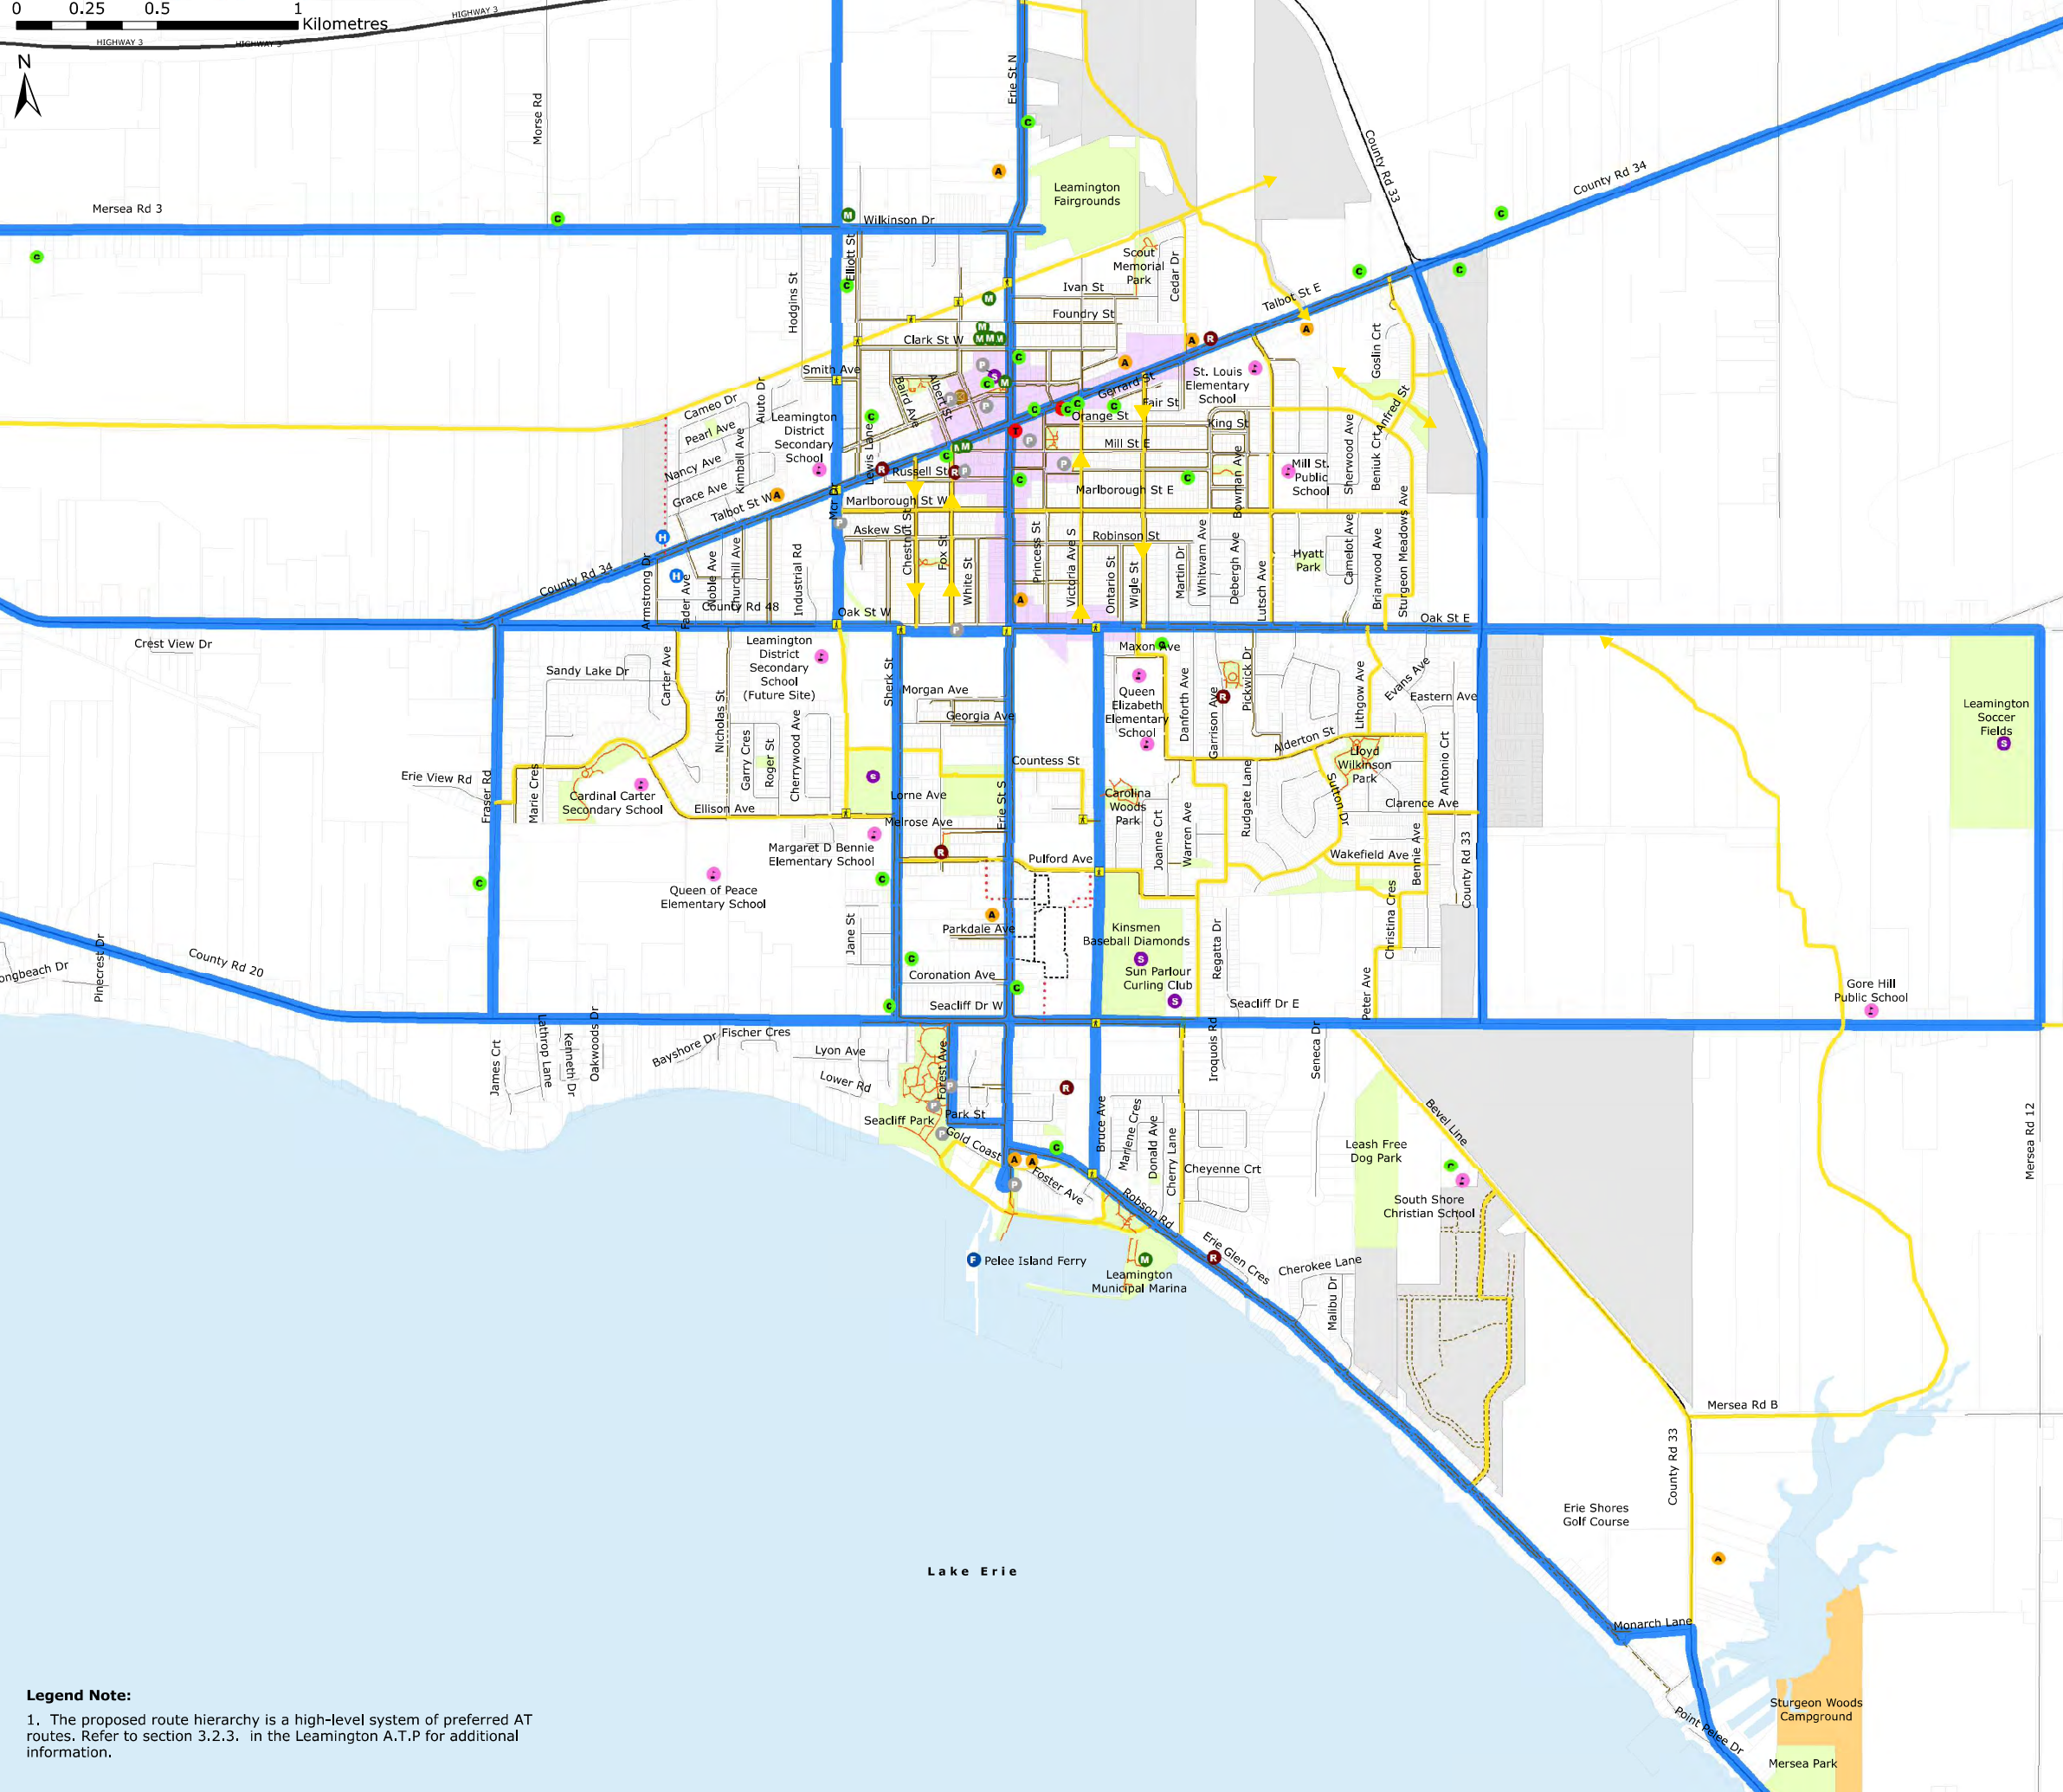 0 0.25 0.5 1
Kilometres
HIGHWAY 3
HIGHWAY 3
HIGHWAY 3
N
Morse Rd
Erie St N
County Rd 33
County Rd 34
Mersea Rd 3
Wilkinson Dr
Leamington
Fairgrounds
Elliott St
Hodgins St
Scout
Memorial
Park
Cedar Dr
Ivan St
Foundry St
Talbot St E
Clark St W
Smith Ave
Baird Ave
Albert St
Gerrard St
St. Louis
Elementary
School
Goslin Crt
Cameo Dr
Aiuto Dr
Pearl Ave
Leamington
District
Secondary
School
Lewis Lane
Fair St
Orange St
King St
Anfred St
Nancy Ave
Kimball Ave
Russell St
Mill St E
Bowman Ave
Mill St.
Public
School
Sherwood Ave
Beniuk Crt
Grace Ave
Talbot St W
Mcr Dr
Marlborough St W
Marlborough St E
Sturgeon Meadows Ave
Askew St
Chestnut St
Fox St
White St
Princess St
Victoria Ave S
Robinson St
Ontario St
Wigle St
Martin Dr
Whitwam Ave
Debergh Ave
Lutsch Ave
Hyatt
Park
Camelot Ave
Briarwood Ave
County Rd 34
Armstrong Dr
Fader Ave
Noble Ave
Churchill Ave
Industrial Rd
County Rd 48
Oak St W
Oak St E
Crest View Dr
Sandy Lake Dr
Carter Ave
Leamington
District
Secondary
School
(Future Site)
Nicholas St
Sherk St
Morgan Ave
Georgia Ave
Maxon Ave
Queen
Elizabeth
Elementary
School
Danforth Ave
Garrison Ave
Pickwick Dr
Lithgow Ave
Evans Ave
Eastern Ave
Leamington
Soccer
Fields
Alderton St
Lloyd
Wilkinson
Park
Antonio Crt
Garry Cres
Roger St
Cherrywood Ave
Countess St
Erie View Rd
Fraser Rd
Marie Cres
Cardinal Carter
Secondary School
Ellison Ave
Lorne Ave
Erie St S
Melrose Ave
Carolina
Woods
Park
Joanne Crt
Warren Ave
Rudgate Lane
Sutton Dr
Clarence Ave
Margaret D Bennie
Elementary School
Pulford Ave
Wakefield Ave
Bennie Ave
County Rd 33
Queen of Peace
Elementary School
Jane St
Parkdale Ave
Kinsmen
Baseball Diamonds
Sun Parlour
Curling Club
Regatta Dr
Christina Cres
Peter Ave
County Rd 20
Pinecrest Dr
ongbeach Dr
Coronation Ave
Seacliff Dr W
Seacliff Dr E
Gore Hill
Public School
James Crt
Lathrop Lane
Kenneth Dr
Oakwoods Dr
Bayshore Dr
Fischer Cres
Lyon Ave
Lower Rd
Forest Ave
Seacliff Park
Park St
Gold Coast
Foster Ave
Bruce Ave
Marlene Cres
Donald Ave
Cherry Lane
Iroquois Rd
Seneca Dr
Cheyenne Crt
Robson Rd
Bevel Line
Leash Free
Dog Park
South Shore
Christian School
Mersea Rd 12
Pelee Island Ferry
Leamington
Municipal Marina
Erie Glen Cres
Cherokee Lane
Malibu Dr
Mersea Rd B
County Rd 33
Erie Shores
Golf Course
Lake Erie
Monarch Lane
Point Pelee Dr
Sturgeon Woods
Campground
Mersea Park
Legend Note:
1. The proposed route hierarchy is a high-level system of preferred AT
routes. Refer to section 3.2.3. in the Leamington A.T.P for additional
information.